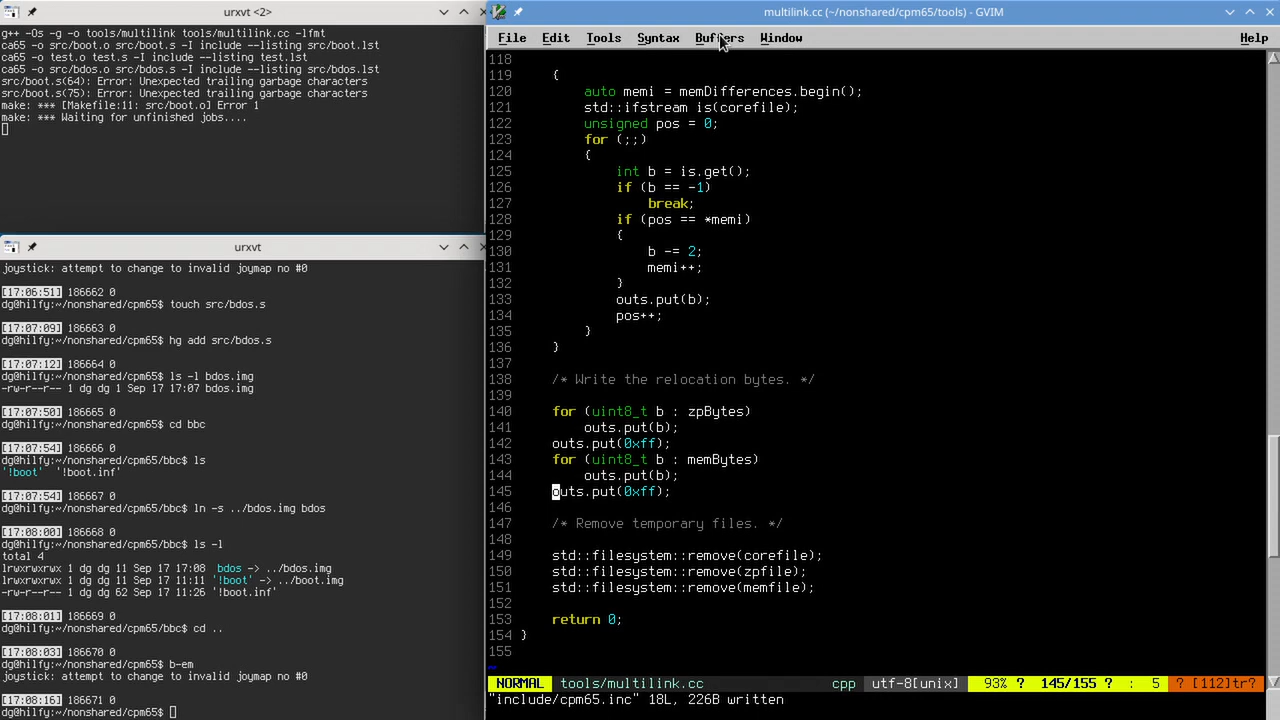 urxvt <2>
g++ -Os -g -o tools/multilink tools/multilink.cc -lfmt
ca65 -o src/boot.o src/boot.s -I include --listing src/boot.lst
ca65 -o test.o test.s -I include --listing test.lst
ca65 -o src/bdos.o src/bdos.s -I include --listing src/bdos.lst
src/boot.s(64): Error: Unexpected trailing garbage characters
src/boot.s(75): Error: Unexpected trailing garbage characters
make: *** [Makefile:11: src/boot.o] Error 1
make: *** Waiting for unfinished jobs....
urxvt
joystick: attempt to change to invalid joymap no #0
[17:06:51] 186662 0
dg@hilfy:~/nonshared/cpm65$ touch src/bdos.s
[17:07:09] 186663 0
dg@hilfy:~/nonshared/cpm65$ hg add src/bdos.s
[17:07:12] 186664 0
dg@hilfy:~/nonshared/cpm65$ ls -l bdos.img
-rw-r--r-- 1 dg dg 1 Sep 17 17:07 bdos.img
[17:07:50] 186665 0
dg@hilfy:~/nonshared/cpm65$ cd bbc
[17:07:54] 186666 0
dg@hilfy:~/nonshared/cpm65/bbc$ ls
'!boot'  '!boot.inf'
[17:07:54] 186667 0
dg@hilfy:~/nonshared/cpm65/bbc$ ln -s ../bdos.img bdos
[17:08:00] 186668 0
dg@hilfy:~/nonshared/cpm65/bbc$ ls -l
total 4
lrwxrwxrwx 1 dg dg 11 Sep 17 17:08  bdos -> ../bdos.img
lrwxrwxrwx 1 dg dg 11 Sep 17 11:11 '!boot' -> ../boot.img
-rw-r--r-- 1 dg dg 62 Sep 17 11:26 '!boot.inf'
[17:08:01] 186669 0
dg@hilfy:~/nonshared/cpm65/bbc$ cd ..
[17:08:03] 186670 0
dg@hilfy:~/nonshared/cpm65$ b-em
joystick: attempt to change to invalid joymap no #0
[17:08:16] 186671 0
dg@hilfy:~/nonshared/cpm65$
multilink.cc (~/nonshared/cpm65/tools) - GVIM
File Edit Tools Syntax Buffers Window Help
118
119     {
120         auto memi = memDifferences.begin();
121         std::ifstream is(corefile);
122         unsigned pos = 0;
123         for (;;)
124         {
125             int b = is.get();
126             if (b == -1)
127                 break;
128             if (pos == *memi)
129             {
130                 b -= 2;
131                 memi++;
132             }
133             outs.put(b);
134             pos++;
135         }
136     }
137
138     /* Write the relocation bytes. */
139
140     for (uint8_t b : zpBytes)
141         outs.put(b);
142     outs.put(0xff);
143     for (uint8_t b : memBytes)
144         outs.put(b);
145     outs.put(0xff);
146
147     /* Remove temporary files. */
148
149     std::filesystem::remove(corefile);
150     std::filesystem::remove(zpfile);
151     std::filesystem::remove(memfile);
152
153     return 0;
154 }
155
~
NORMAL tools/multilink.cc cpp utf-8[unix] 93% ? 145/155 ? : 5 ? [112]tr?
"include/cpm65.inc" 18L, 226B written